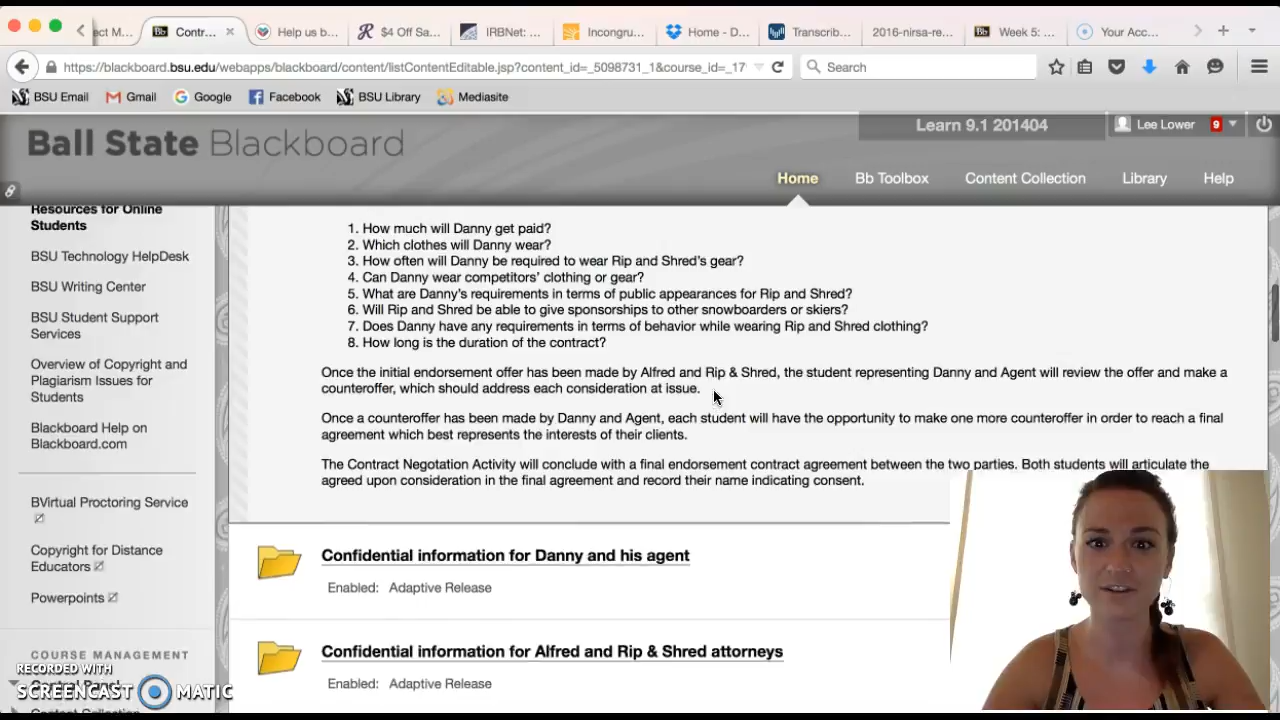 ect M...
Contr...
Help us b...
$4 Off Sa...
IRBNet: ...
Incongru...
Home - D...
Transcrib...
2016-nirsa-re...
Week 5: ...
Your Acc...
https://blackboard.bsu.edu/webapps/blackboard/content/listContentEditable.jsp?content_id=_5098731_1&course_id=_17
Search
BSU Email Gmail Google Facebook BSU Library Mediasite
Ball State Blackboard
Learn 9.1 201404
Lee Lower 9
Home Bb Toolbox Content Collection Library Help
Resources for Online
Students
BSU Technology HelpDesk
BSU Writing Center
BSU Student Support
Services
Overview of Copyright and
Plagiarism Issues for
Students
Blackboard Help on
Blackboard.com
BVirtual Proctoring Service
Copyright for Distance
Educators
Powerpoints
COURSE MANAGEMENT
RECORDED WITH
SCREENCAST MATIC
1. How much will Danny get paid?
2. Which clothes will Danny wear?
3. How often will Danny be required to wear Rip and Shred's gear?
4. Can Danny wear competitors' clothing or gear?
5. What are Danny's requirements in terms of public appearances for Rip and Shred?
6. Will Rip and Shred be able to give sponsorships to other snowboarders or skiers?
7. Does Danny have any requirements in terms of behavior while wearing Rip and Shred clothing?
8. How long is the duration of the contract?
Once the initial endorsement offer has been made by Alfred and Rip & Shred, the student representing Danny and Agent will review the offer and make a
counteroffer, which should address each consideration at issue.
Once a counteroffer has been made by Danny and Agent, each student will have the opportunity to make one more counteroffer in order to reach a final
agreement which best represents the interests of their clients.
The Contract Negotation Activity will conclude with a final endorsement contract agreement between the two parties. Both students will articulate the
agreed upon consideration in the final agreement and record their name indicating consent.
Confidential information for Danny and his agent
Enabled: Adaptive Release
Confidential information for Alfred and Rip & Shred attorneys
Enabled: Adaptive Release